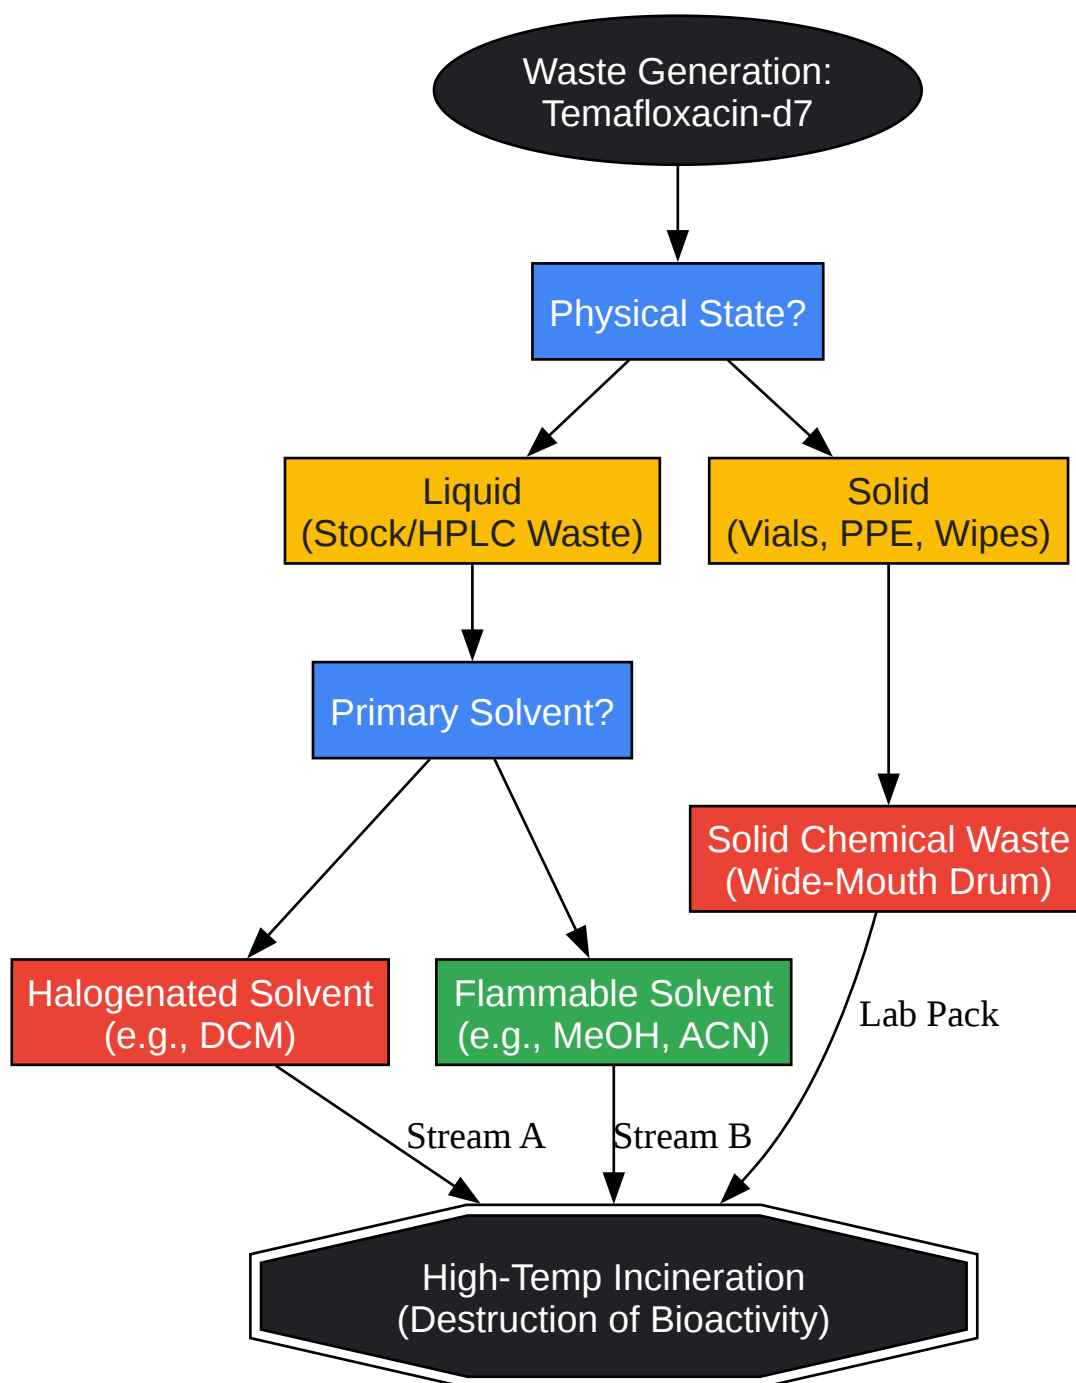 Waste Generation:
Temafloxacin-d7
Physical State?
Liquid
(Stock/HPLC Waste)
Solid
(Vials, PPE, Wipes)
Primary Solvent?
Solid Chemical Waste
(Wide-Mouth Drum)
Halogenated Solvent
(e.g., DCM)
Flammable Solvent
(e.g., MeOH, ACN)
Lab Pack
Stream A
Stream B
High-Temp Incineration
(Destruction of Bioactivity)